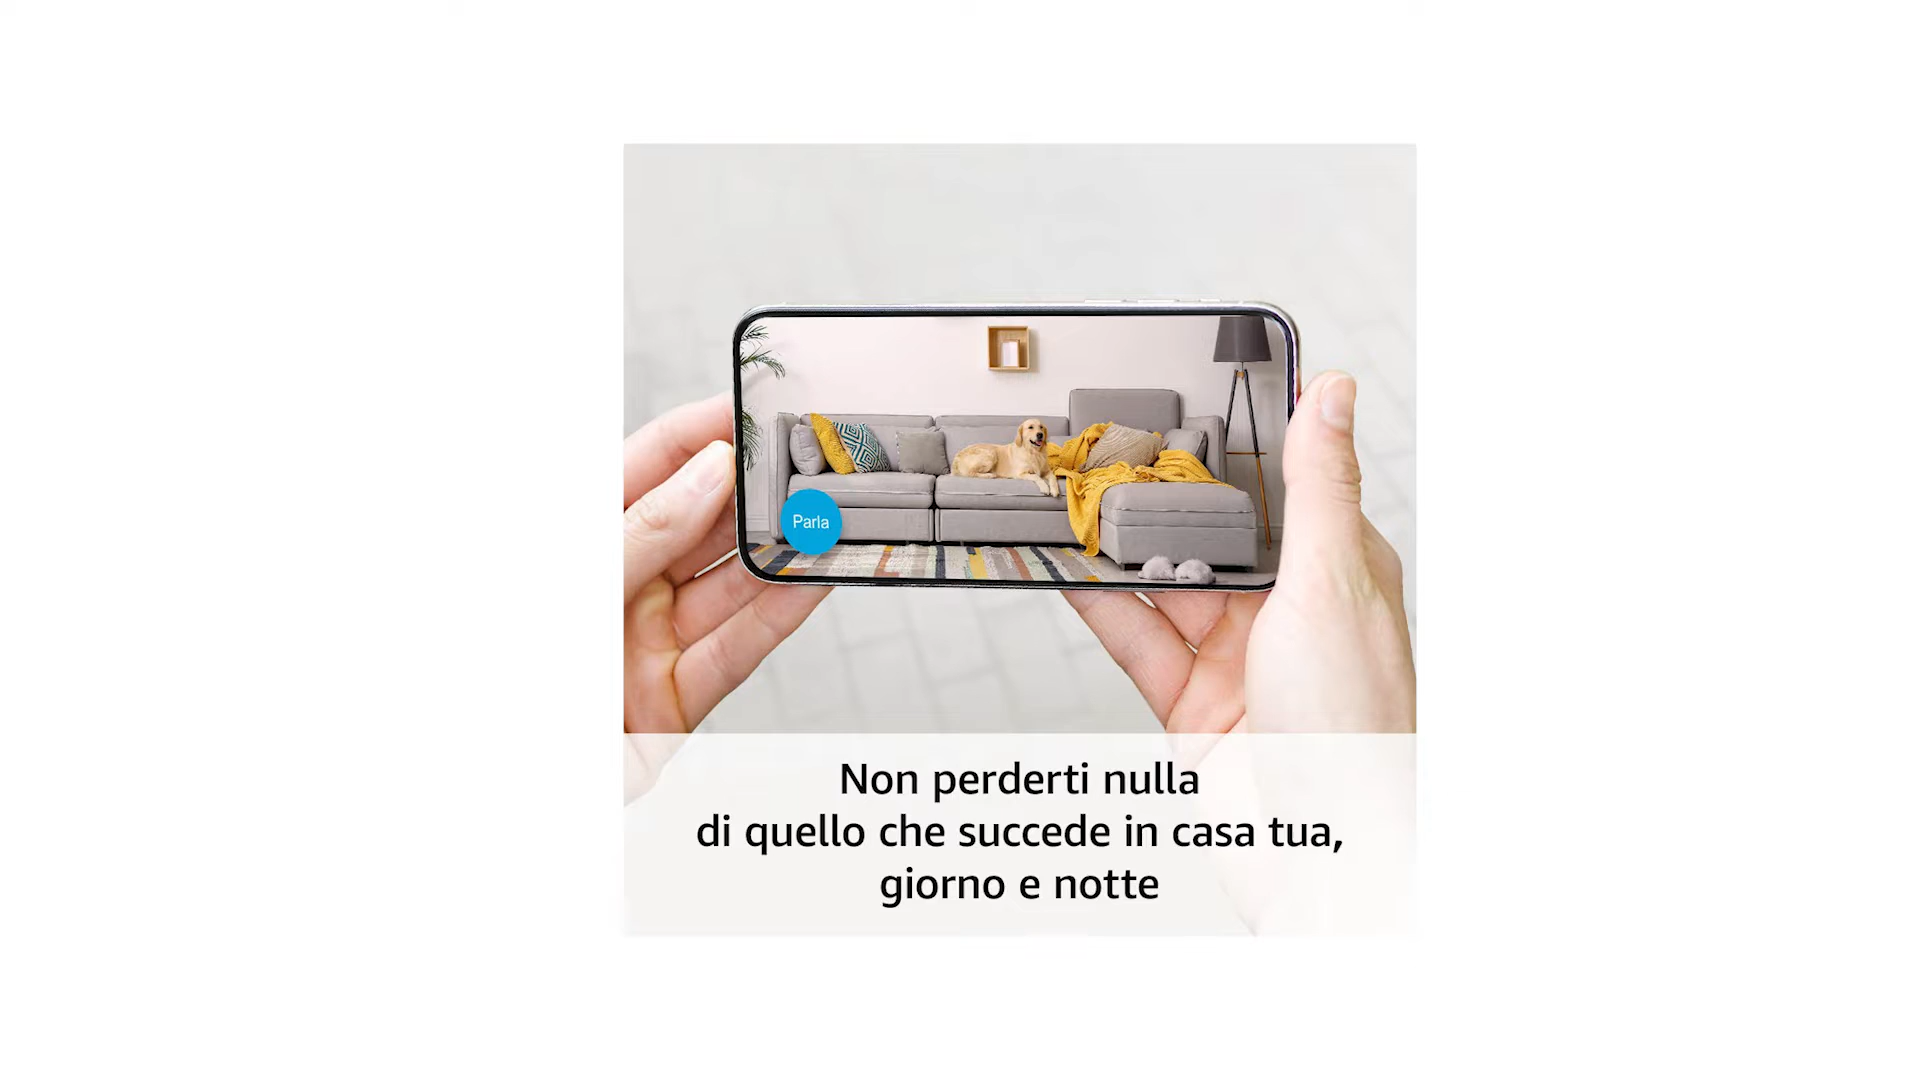 Parla
Non perderti nulla
di quello che succede in casa tua,
giorno e notte